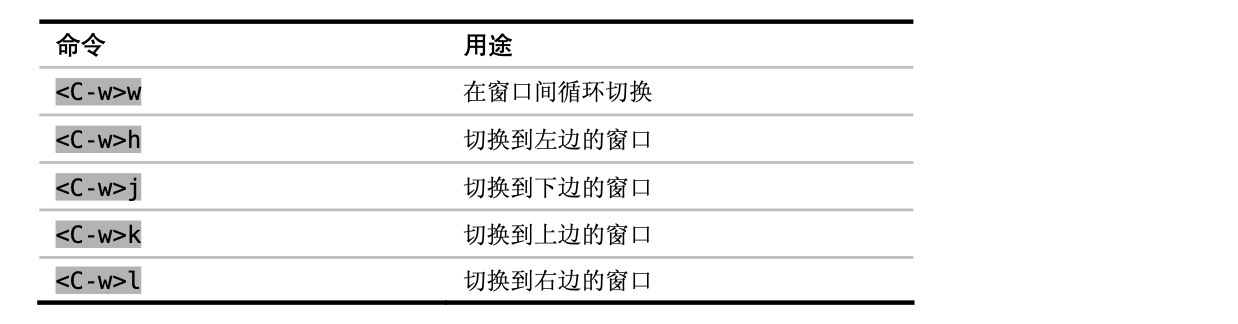 命令 用途
<C-w>w 在窗口间循环切换
<C-w>h 切换到左边的窗口
<C-w>j 切换到下边的窗口
<C-w>k 切换到上边的窗口
<C-w>l 切换到右边的窗口